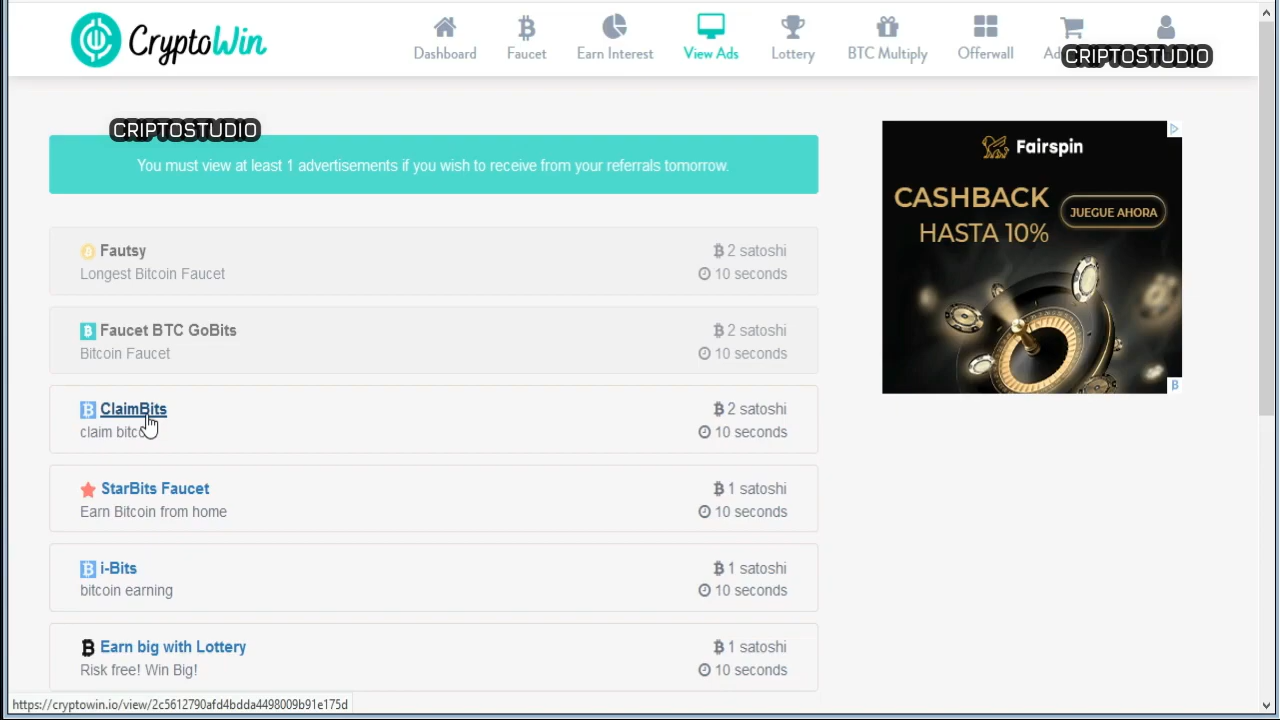 CryptoWin
Dashboard
Faucet
Earn Interest
View Ads
Lottery
BTC Multiply
Offerwall
CRIPTOSTUDIO
CRIPTOSTUDIO
You must view at least 1 advertisements if you wish to receive from your referrals tomorrow.
Fautsy
2 satoshi
Longest Bitcoin Faucet
10 seconds
Faucet BTC GoBits
2 satoshi
Bitcoin Faucet
10 seconds
ClaimBits
2 satoshi
claim
10 seconds
StarBits Faucet
1 satoshi
Earn Bitcoin from home
10 seconds
i-Bits
1 satoshi
bitcoin earning
10 seconds
Earn big with Lottery
1 satoshi
Risk free! Win Big!
10 seconds
Fairspin
CASHBACK
HASTA 10%
JUEGUE AHORA
https://cryptowin.io/view/2c5612790afd4bdda4498009b91e175d